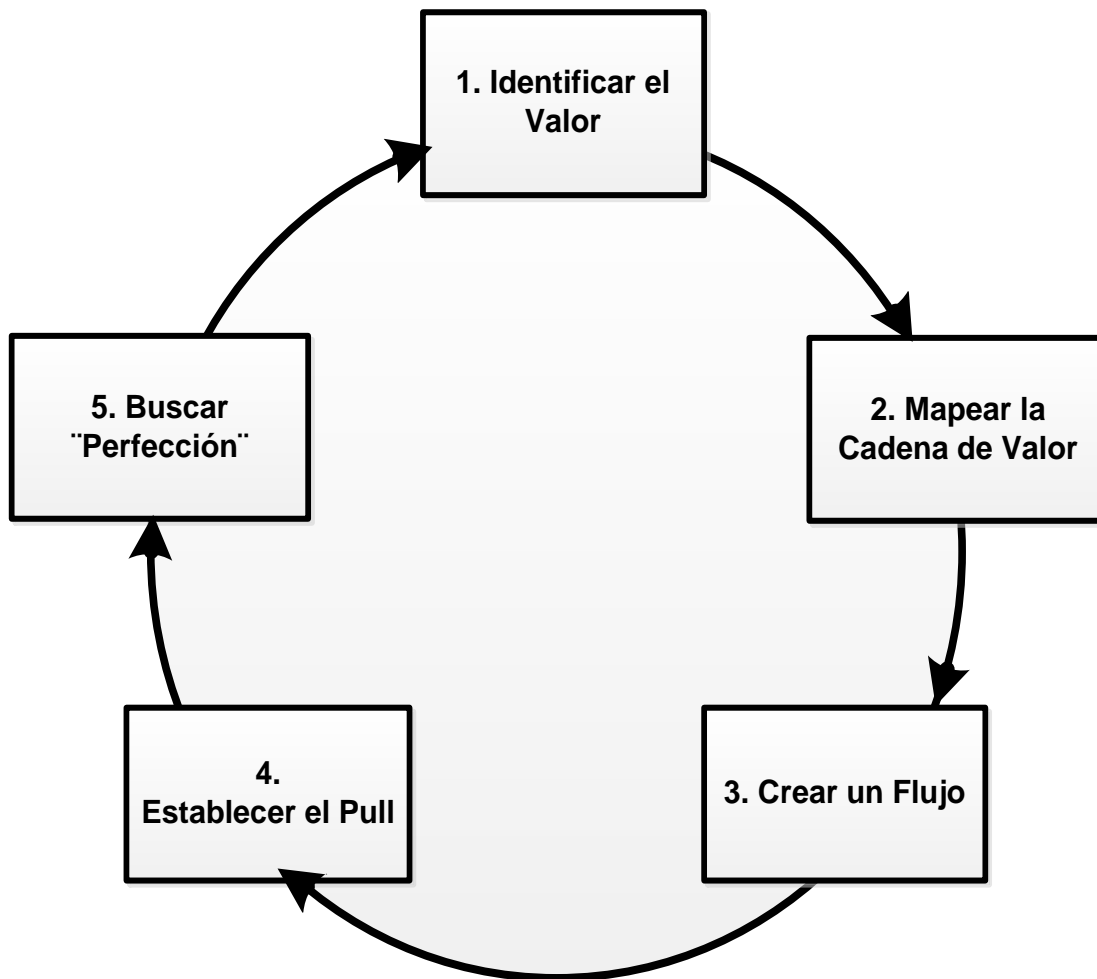 1. Identificar el
Valor
2. Mapear la
Cadena de Valor
3. Crear un Flujo
4.
Establecer el Pull
5. Buscar
¨Perfección¨